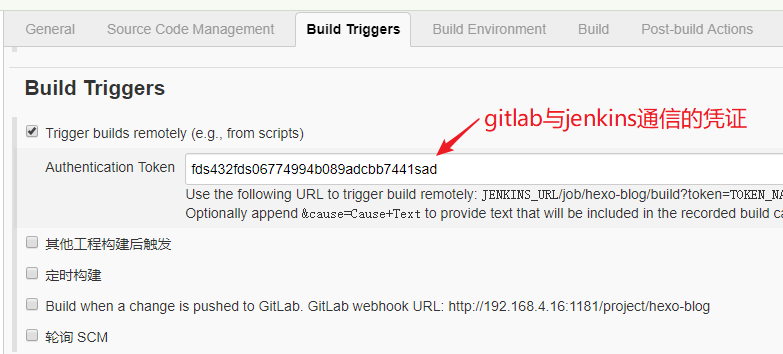 General Source Code Management Build Triggers Build Environment Build Post-build Actions
Build Triggers
gitlab与jenkins通信的凭证
Trigger builds remotely (e.g., from scripts)
Authentication Token fds432fds06774994b089adcbb7441sad
Use the following URL to trigger build remotely: JENKINS_URL/job/hexo-blog/build?token=TOKEN_NA
Optionally append &cause=Cause+Text to provide text that will be included in the recorded build ca
其他工程构建后触发
定时构建
Build when a change is pushed to GitLab. GitLab webhook URL: http://192.168.4.16:1181/project/hexo-blog
轮询 SCM